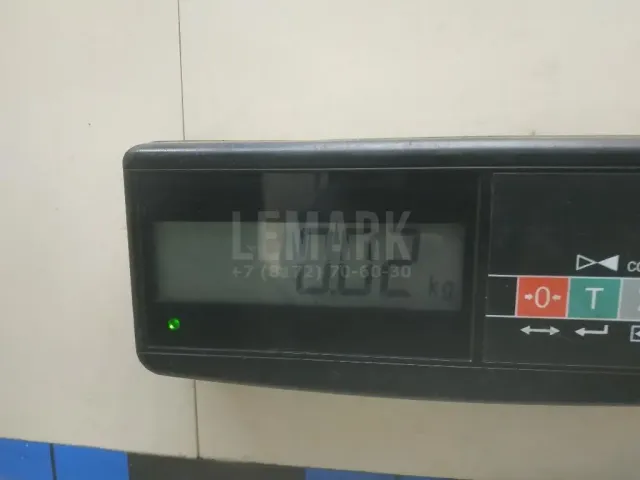 LEMARK
+7 (8172) 70-60-30
0.02 kg
→0←
T